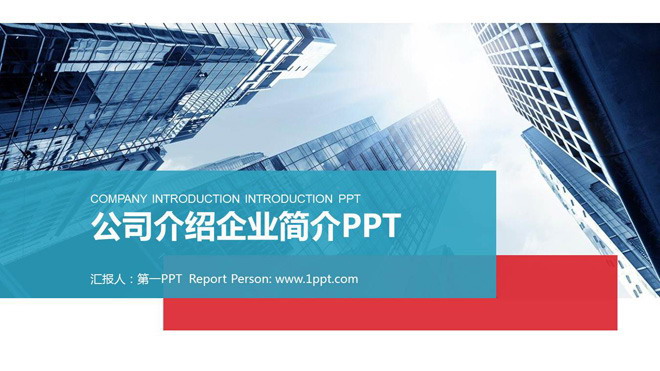 COMPANY INTRODUCTION INTRODUCTION PPT
公司介绍企业简介PPT
汇报人：第一PPT Report Person: www.1ppt.com